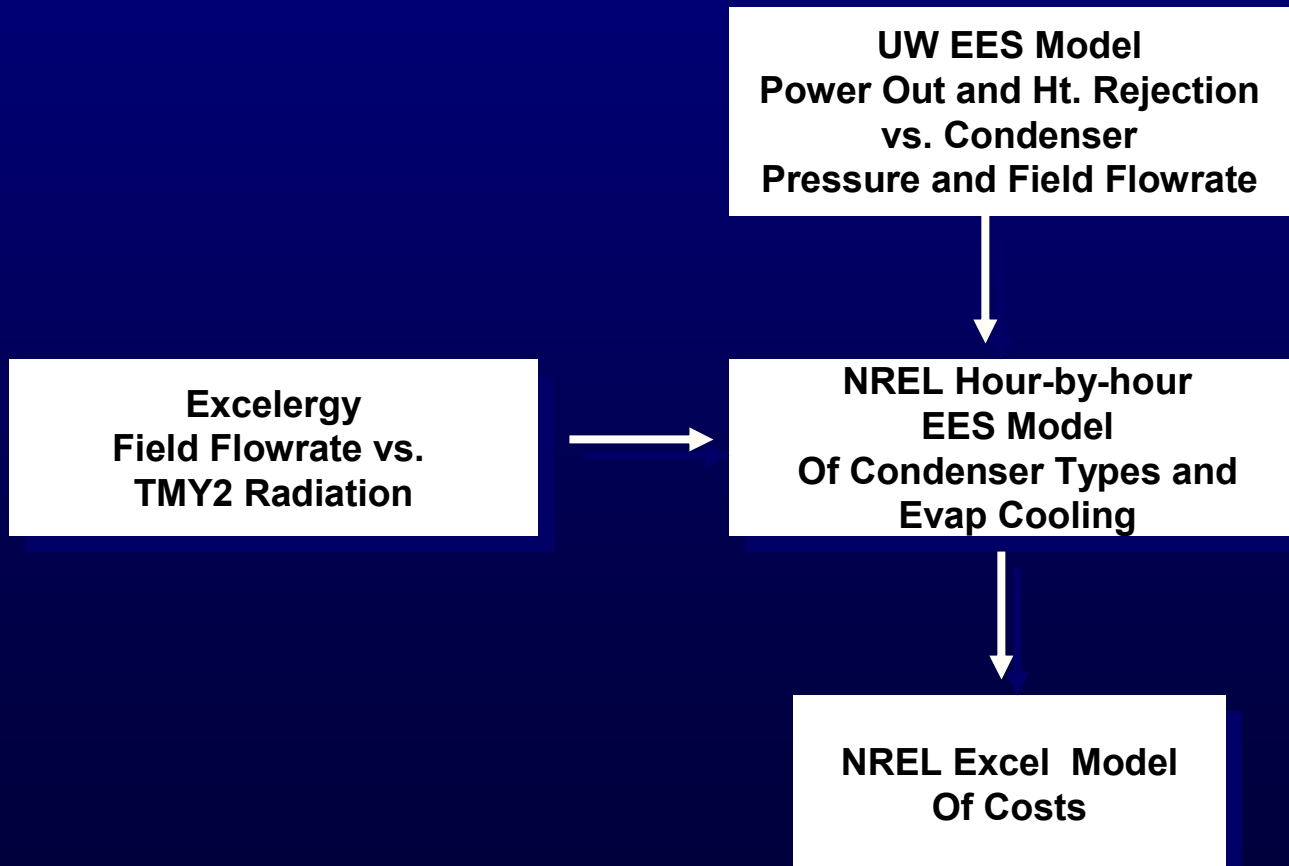 UW EES Model
Power Out and Ht. Rejection
vs. Condenser
Pressure and Field Flowrate
Excelergy
Field Flowrate vs.
TMY2 Radiation
NREL Hour-by-hour
EES Model
Of Condenser Types and
Evap Cooling
NREL Excel Model
Of Costs